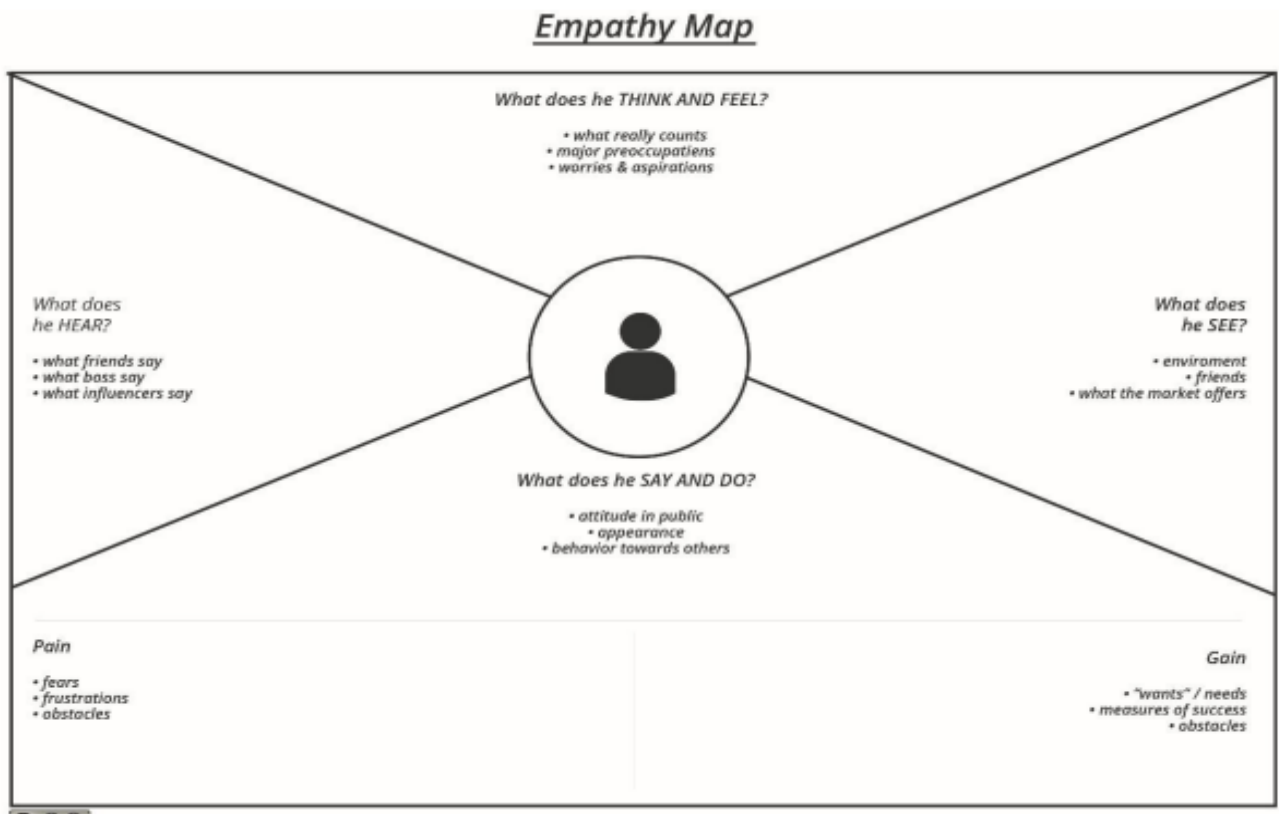 Empathy Map
What does he THINK AND FEEL?
• what really counts
• major preoccupatiens
• worries & aspirations
What does
he HEAR?
• what friends say
• what boss say
• what influencers say
What does
he SEE?
• enviroment
• friends
• what the market offers
What does he SAY AND DO?
• attitude in public
• appearance
• behavior towards others
Pain
• fears
• frustrations
• obstacles
Gain
• "wants" / needs
• measures of success
• obstacles